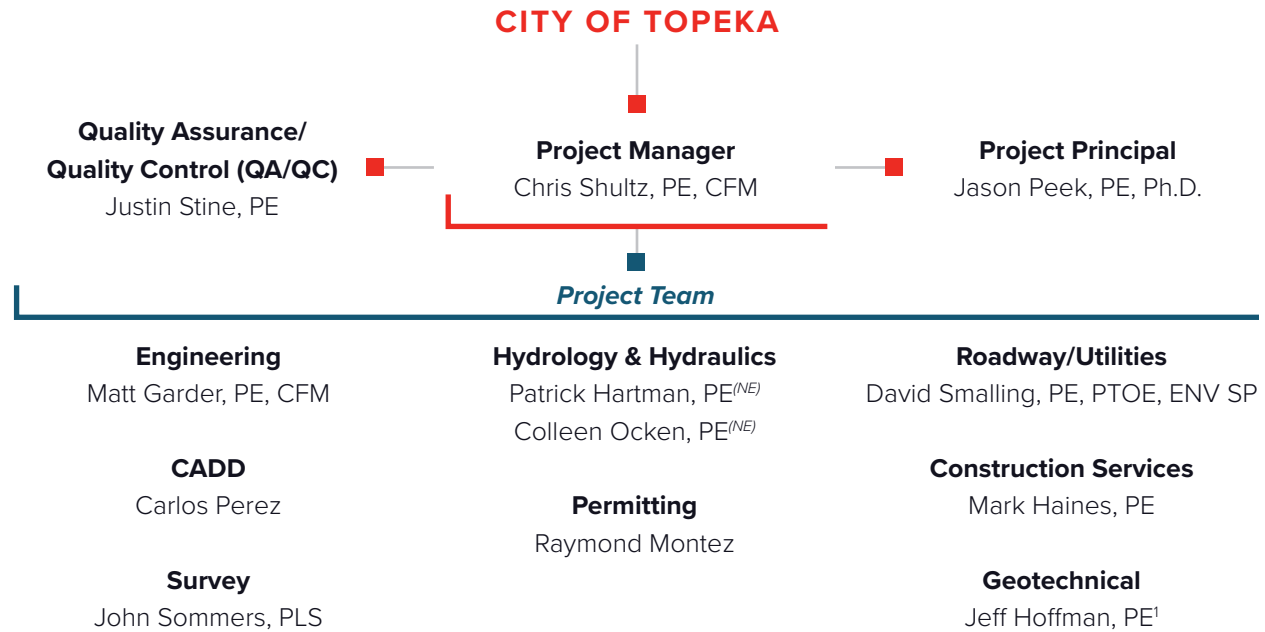 CITY OF TOPEKA
Quality Assurance/
Quality Control (QA/QC)
Justin Stine, PE
Project Manager
Chris Shultz, PE, CFM
Project Principal
Jason Peek, PE, Ph.D.
Project Team
Engineering
Matt Garder, PE, CFM
CADD
Carlos Perez
Survey
John Sommers, PLS
Hydrology & Hydraulics
Patrick Hartman, PE(NE)
Colleen Ocken, PE(NE)
Permitting
Raymond Montez
Roadway/Utilities
David Smalling, PE, PTOE, ENV SP
Construction Services
Mark Haines, PE
Geotechnical
Jeff Hoffman, PE1